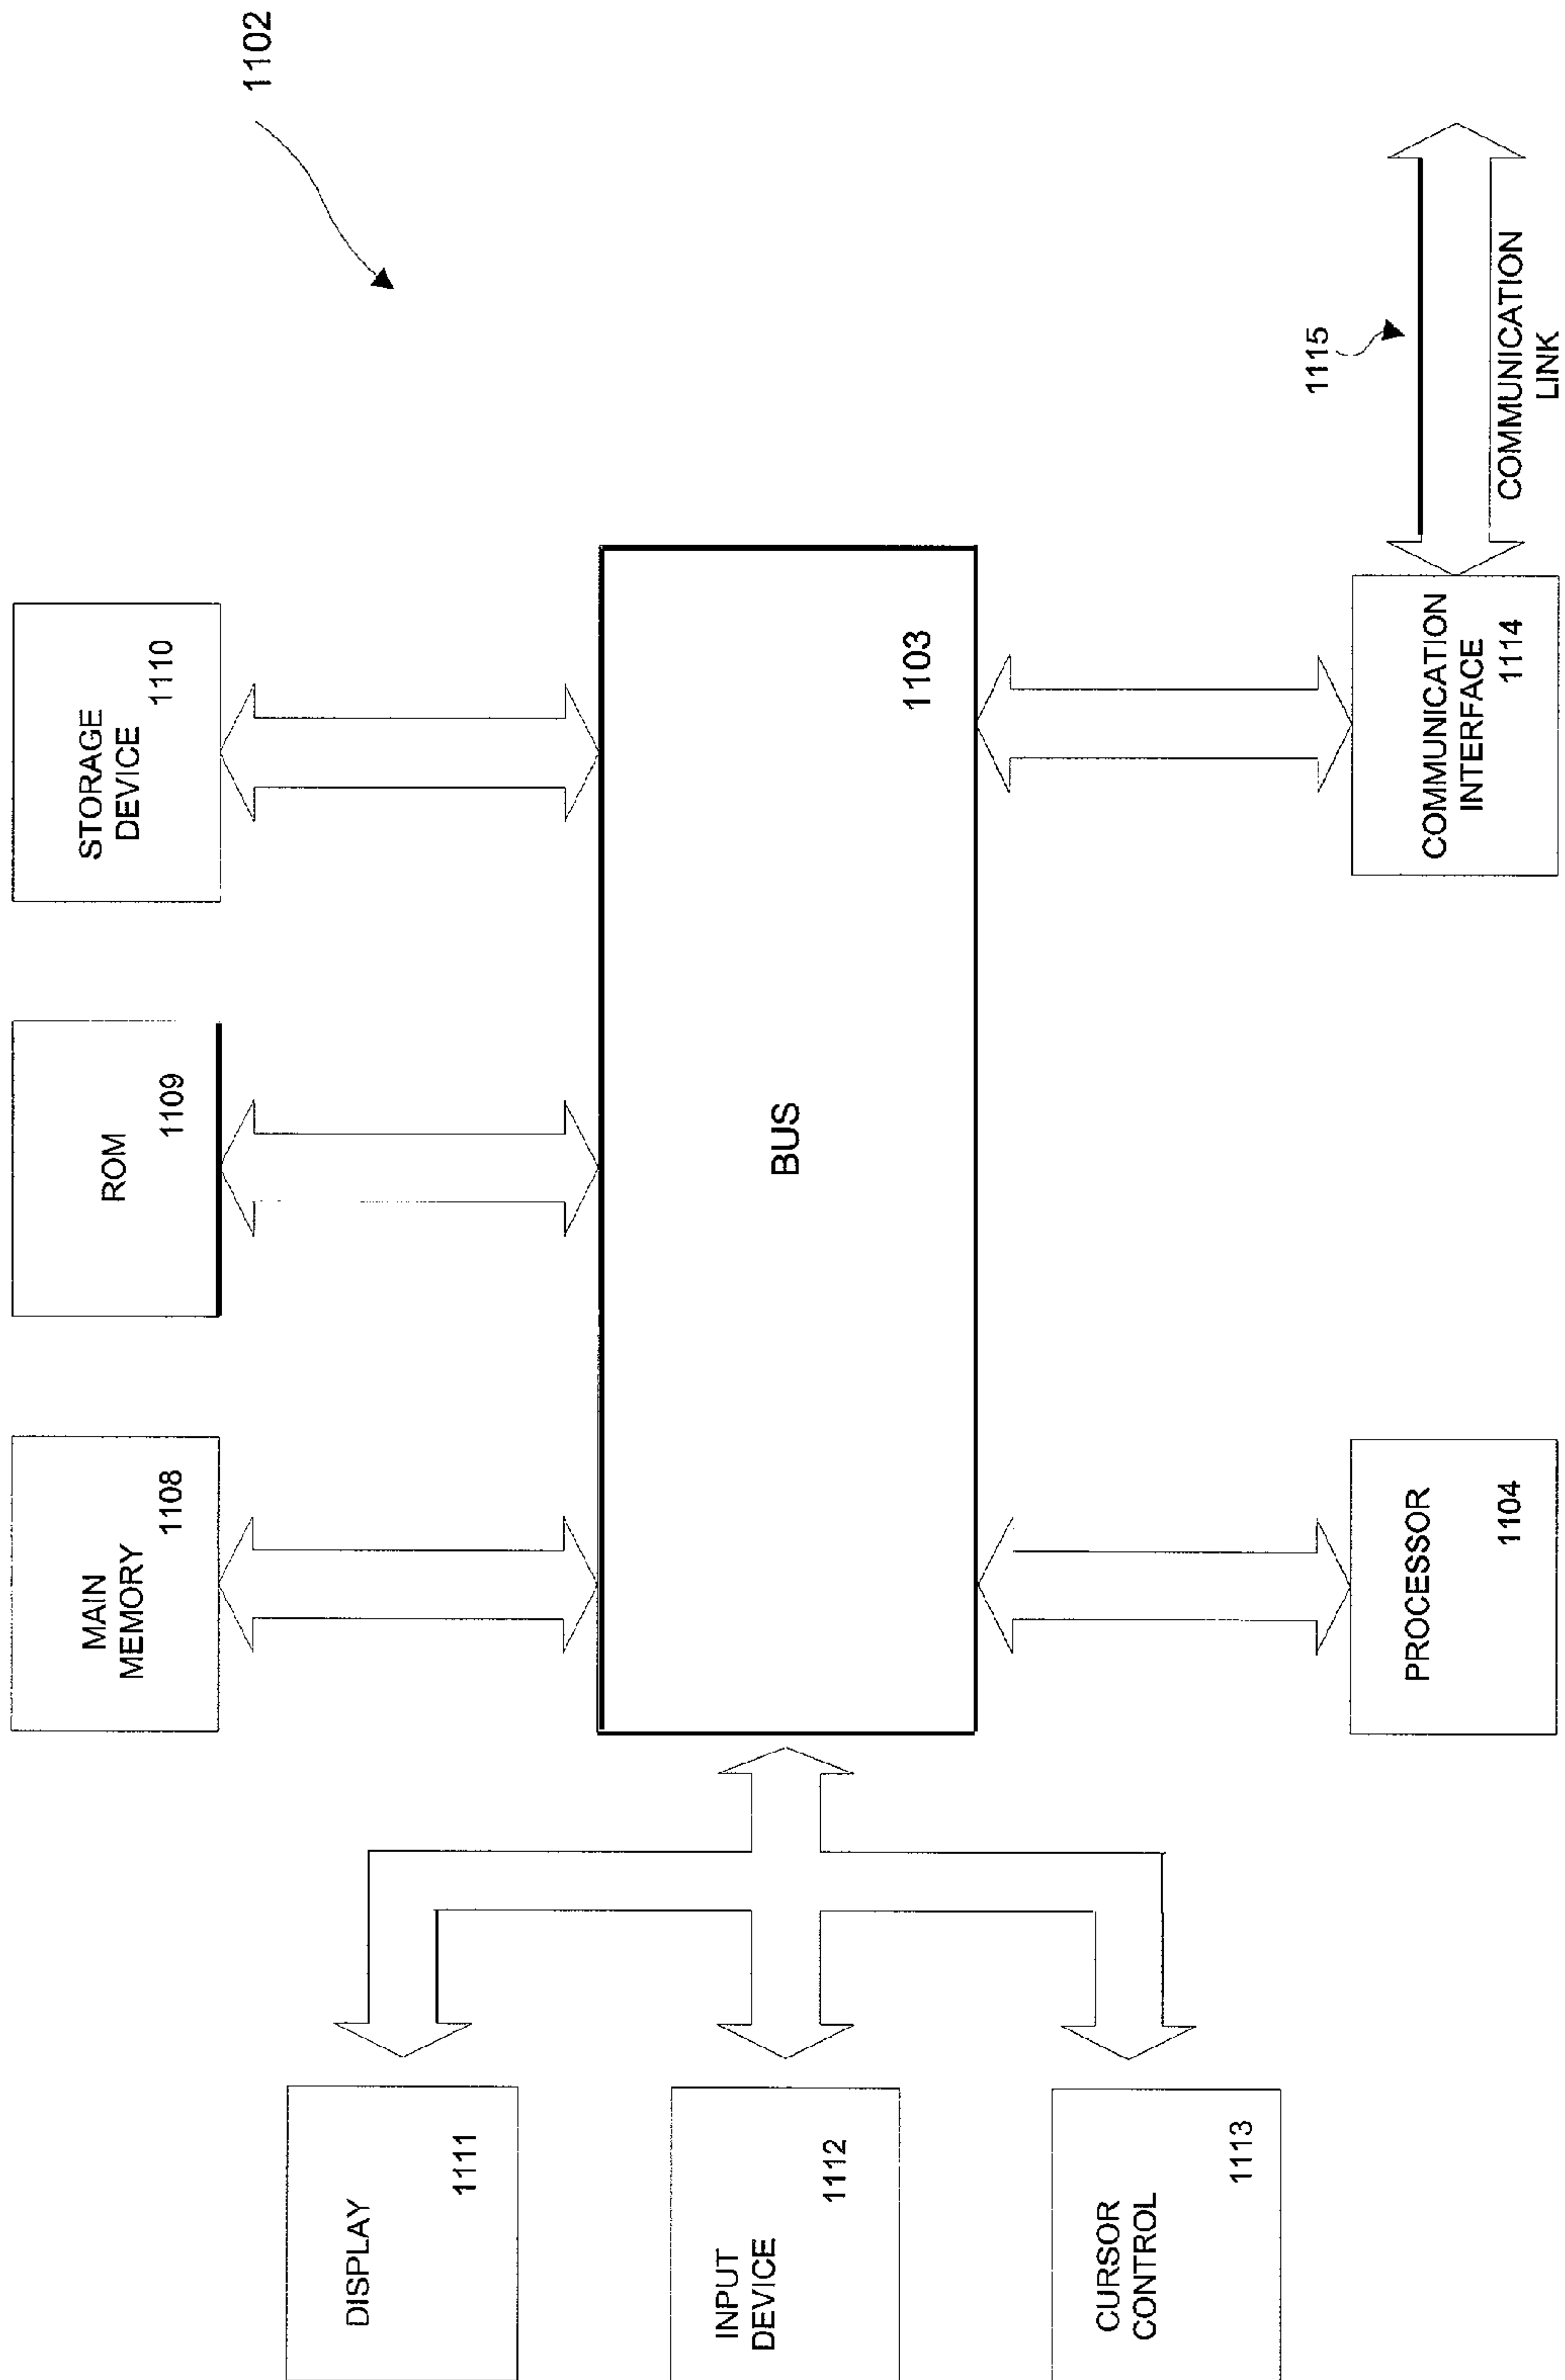 1102
MAIN
MEMORY
1108
ROM
1109
STORAGE
DEVICE
1110
DISPLAY
1111
INPUT
DEVICE
1112
BUS
1103
CURSOR
CONTROL
1113
1115
COMMUNICATION
LINK
PROCESSOR
1104
COMMUNICATION
INTERFACE
1114